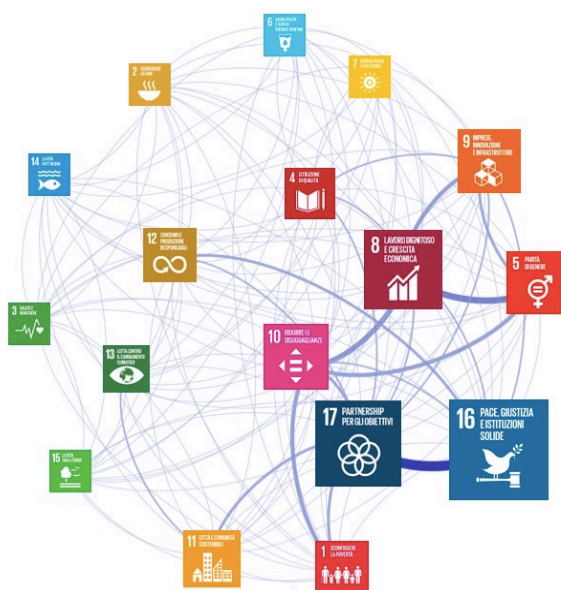 6 ACQUA PULITA
E SERVIZI
IGIENICO-SANITARI
2 SCONFIGGERE
LA FAME
7 ENERGIA PULITA
E ACCESSIBILE
9 IMPRESE,
INNOVAZIONE
E INFRASTRUTTURE
14 LA VITA
SOTT'ACQUA
4 ISTRUZIONE
DI QUALITÀ
12 CONSUMO E
PRODUZIONE
RESPONSABILI
8 LAVORO DIGNITOSO
E CRESCITA
ECONOMICA
5 PARITÀ
DI GENERE
3 SALUTE E
BENESSERE
10 RIDURRE LE
DISUGUAGLIANZE
13 LOTTA CONTRO
IL CAMBIAMENTO
CLIMATICO
17 PARTNERSHIP
PER GLI OBIETTIVI
16 PACE, GIUSTIZIA
E ISTITUZIONI
SOLIDE
15 LA VITA
SULLA TERRA
11 CITTÀ E COMUNITÀ
SOSTENIBILI
1 SCONFIGGERE
LA POVERTÀ